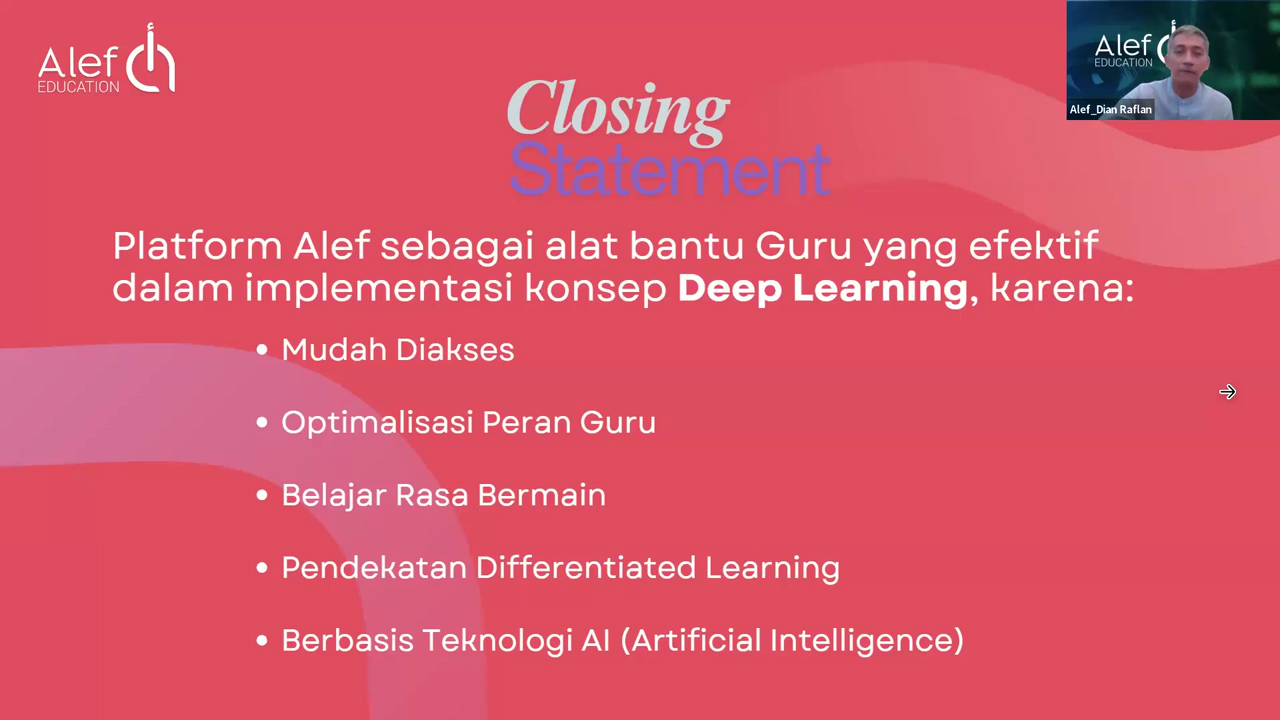 Alef
EDUCATION
Alef
EDUCATION
Alef_Dian Raflan
Closing
Statement
Platform Alef sebagai alat bantu Guru yang efektif
dalam implementasi konsep Deep Learning, karena:
• Mudah Diakses
• Optimalisasi Peran Guru
• Belajar Rasa Bermain
• Pendekatan Differentiated Learning
• Berbasis Teknologi AI (Artificial Intelligence)